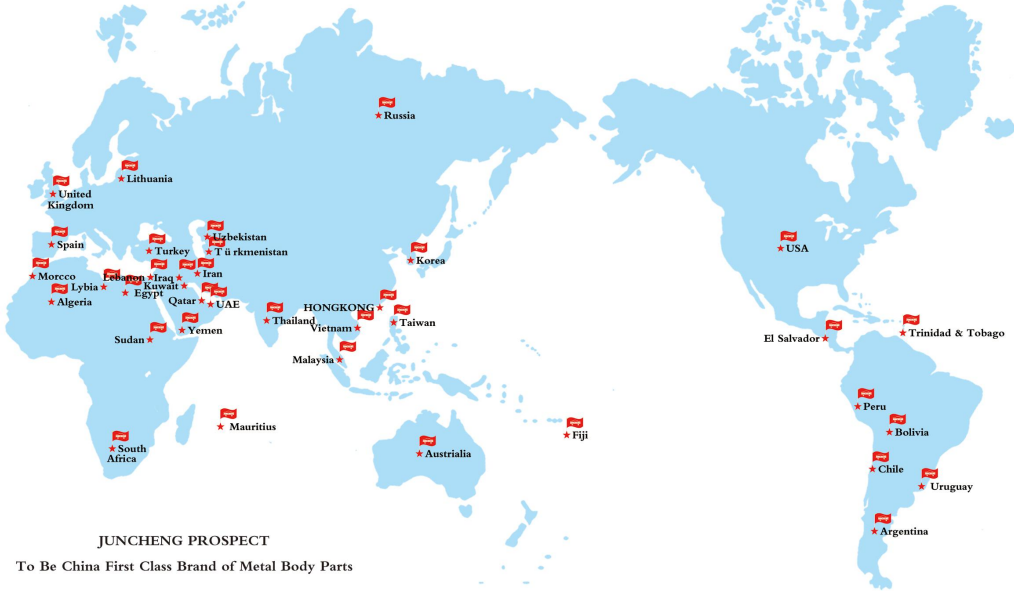 Russia
Lithuania
United
Kingdom
Spain
Uzbekistan
Turkey
Tü rkmenistan
Korea
USA
Morcco
Lebanon
Iraq
Iran
Lybia
Kuwait
Egypt
Algeria
Qatar
UAE
HONGKONG
Thailand
Vietnam
Taiwan
Sudan
Yemen
El Salvador
Trinidad & Tobago
Malaysia
Peru
Mauritius
Fiji
Bolivia
South
Africa
Austrialia
Chile
Uruguay
Argentina
JUNCHENG PROSPECT
To Be China First Class Brand of Metal Body Parts